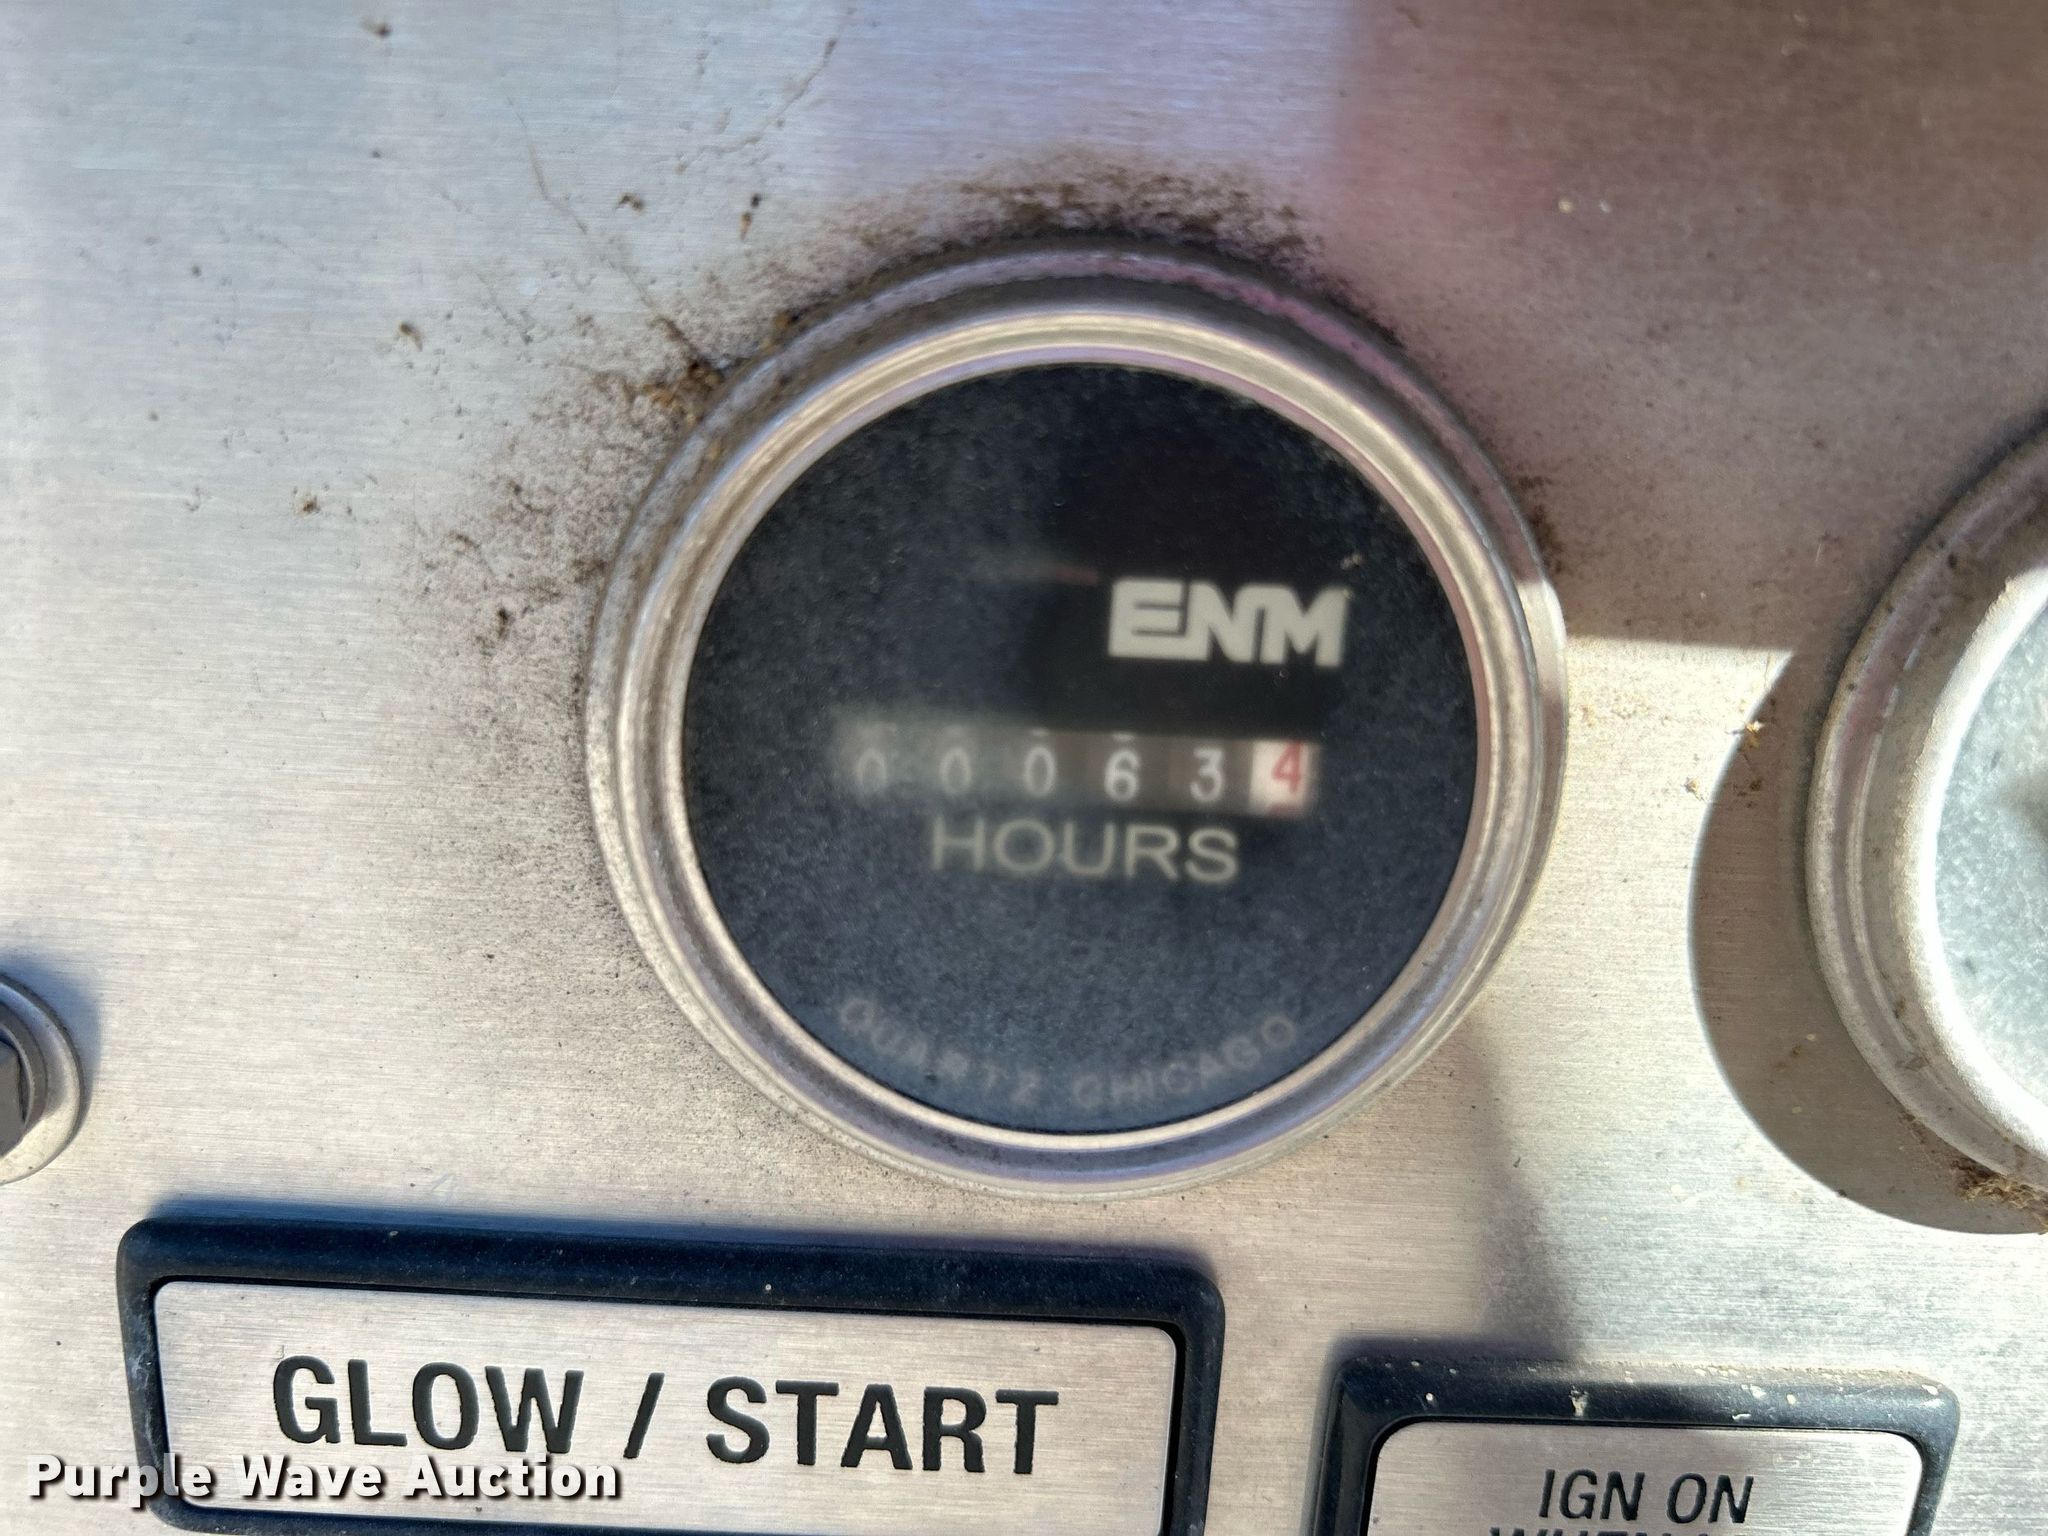 ENM
000634
HOURS
QUARTZ CHICAGO
GLOW / START
IGN ON
Purple Wave Auction